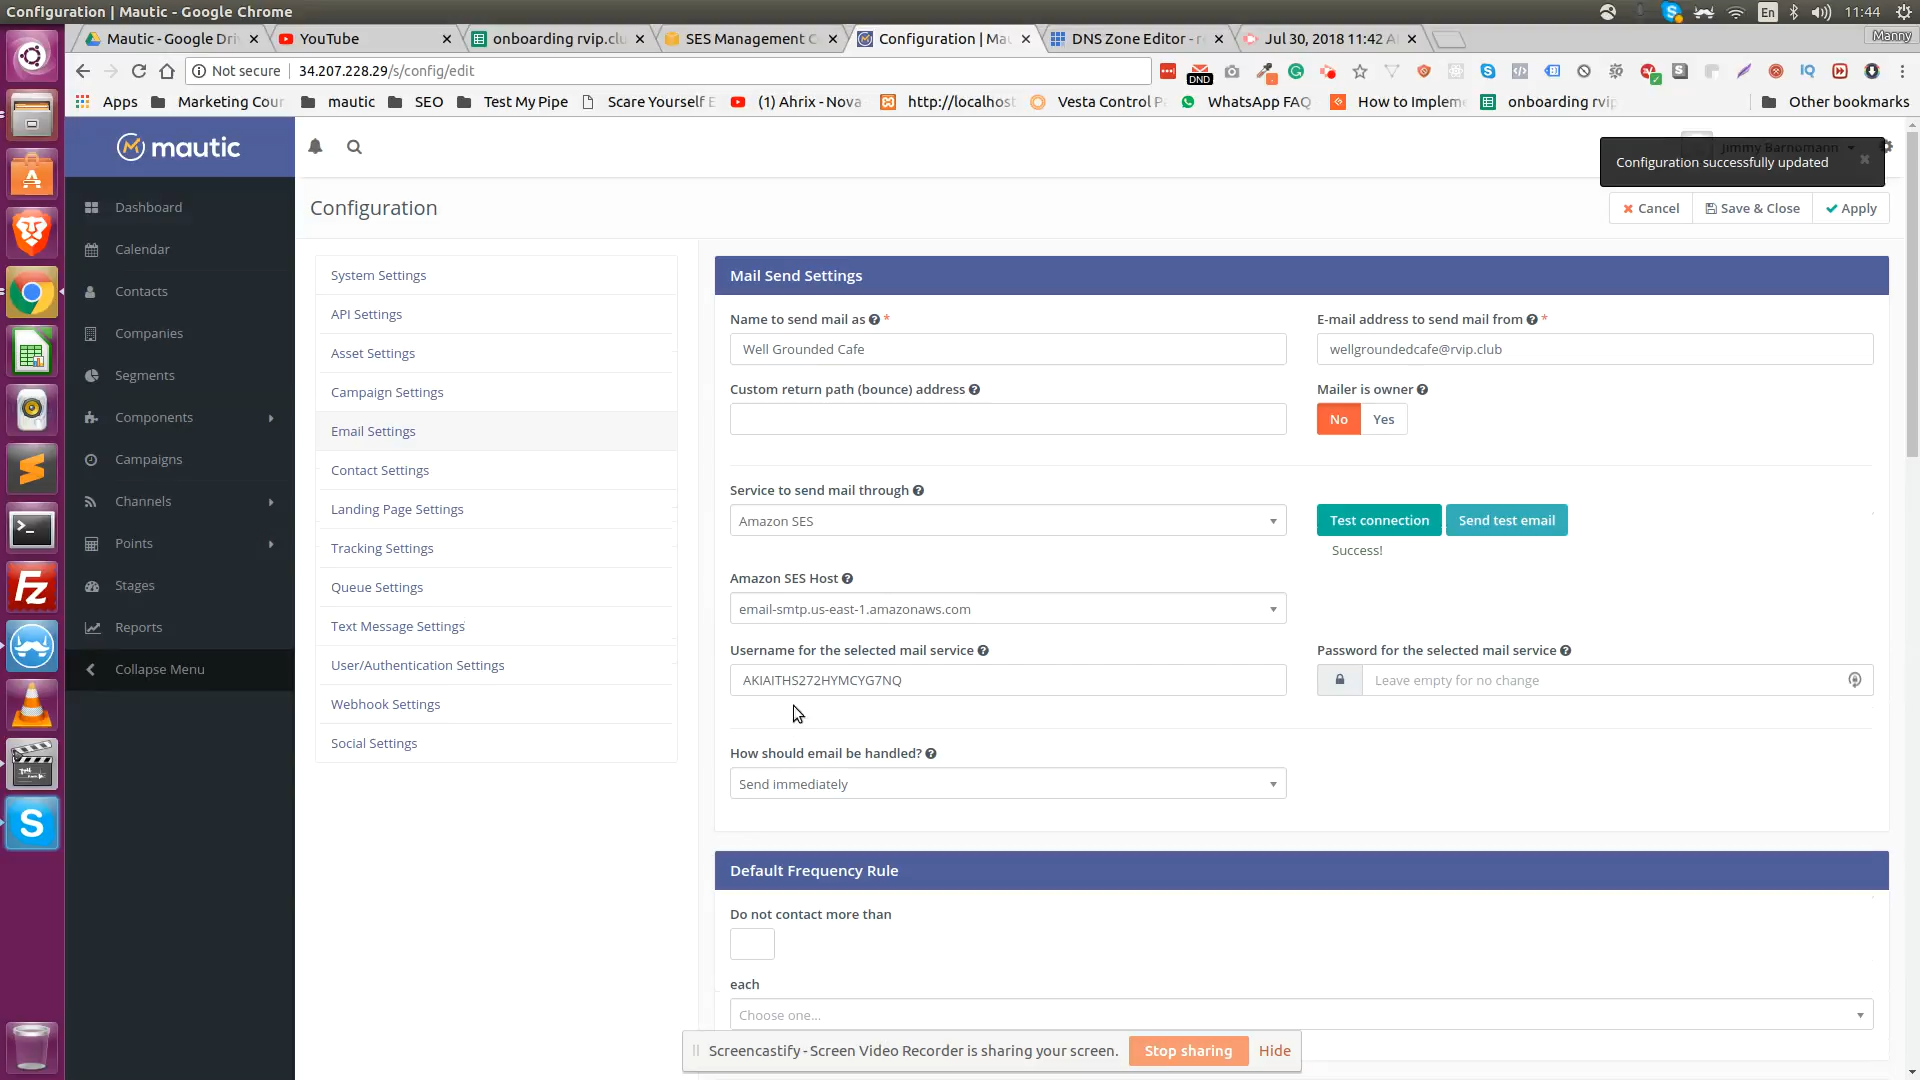 Configuration | Mautic - Google Chrome
En
11:44
Mautic - Google Dri
YouTube
onboarding rvip.clu
SES Management C
Configuration | Ma
DNS Zone Editor - r
Jul 30, 2018 11:42 A
Manny
Not secure
34.207.228.29/s/config/edit
DND
Apps
Marketing Cour
mautic
SEO
Test My Pipe
Scare Yourself E
(1) Ahrix - Nova
http://localhost
Vesta Control P
WhatsApp FAQ
How to Implem
onboarding rvip
Other bookmarks
mautic
Jimmy Barnomann
Configuration successfully updated
Configuration
Cancel
Save & Close
Apply
Dashboard
Calendar
Contacts
Companies
Segments
Components
Campaigns
Channels
Points
Stages
Reports
Collapse Menu
System Settings
API Settings
Asset Settings
Campaign Settings
Email Settings
Contact Settings
Landing Page Settings
Tracking Settings
Queue Settings
Text Message Settings
User/Authentication Settings
Webhook Settings
Social Settings
Mail Send Settings
Name to send mail as *
Well Grounded Cafe
E-mail address to send mail from *
wellgroundedcafe@rvip.club
Custom return path (bounce) address
Mailer is owner
No Yes
Service to send mail through
Amazon SES
Test connection
Send test email
Success!
Amazon SES Host
email-smtp.us-east-1.amazonaws.com
Username for the selected mail service
AKIAITHS272HYMCYG7NQ
Password for the selected mail service
Leave empty for no change
How should email be handled?
Send immediately
Default Frequency Rule
Do not contact more than
each
Choose one...
Screencastify - Screen Video Recorder is sharing your screen.
Stop sharing
Hide